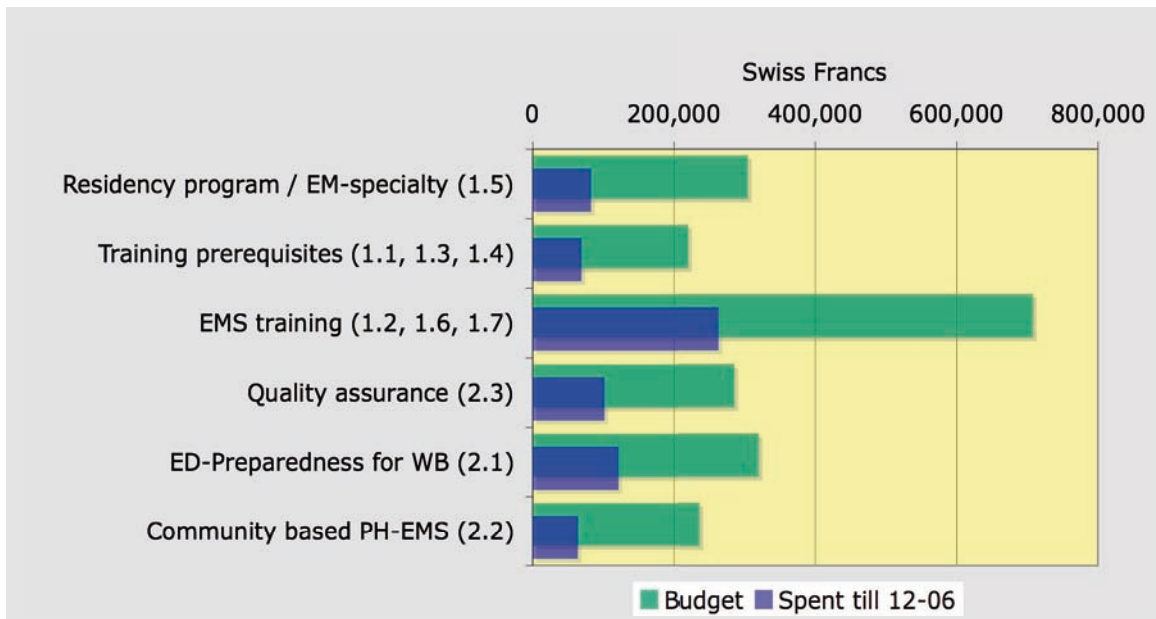 Swiss Francs
0 200,000 400,000 600,000 800,000
Residency program / EM-specialty (1.5)
Training prerequisites (1.1, 1.3, 1.4)
EMS training (1.2, 1.6, 1.7)
Quality assurance (2.3)
ED-Preparedness for WB (2.1)
Community based PH-EMS (2.2)
Budget Spent till 12-06